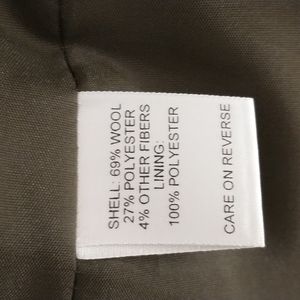 SHELL: 69% WOOL
27% POLYESTER
4% OTHER FIBERS
LINING:
100% POLYESTER
CARE ON REVERSE